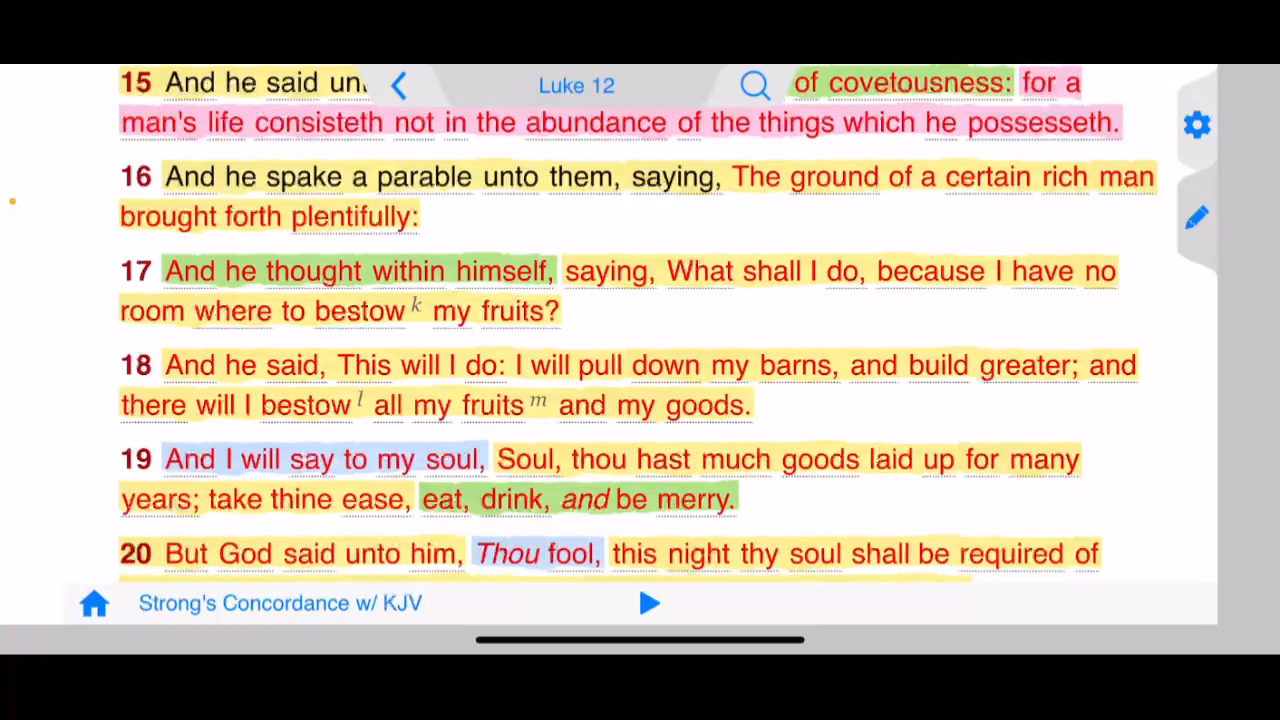 15 And he said
Luke 12
of covetousness: for a
man's life consisteth not in the abundance of the things which he possesseth.
16 And he spake a parable unto them, saying, The ground of a certain rich man
brought forth plentifully:
17 And he thought within himself, saying, What shall I do, because I have no
room where to bestow k my fruits?
18 And he said, This will I do: I will pull down my barns, and build greater; and
there will I bestow l all my fruits m and my goods.
19 And I will say to my soul, Soul, thou hast much goods laid up for many
years; take thine ease, eat, drink, and be merry.
20 But God said unto him, Thou fool, this night thy soul shall be required of
Strong's Concordance w/ KJV